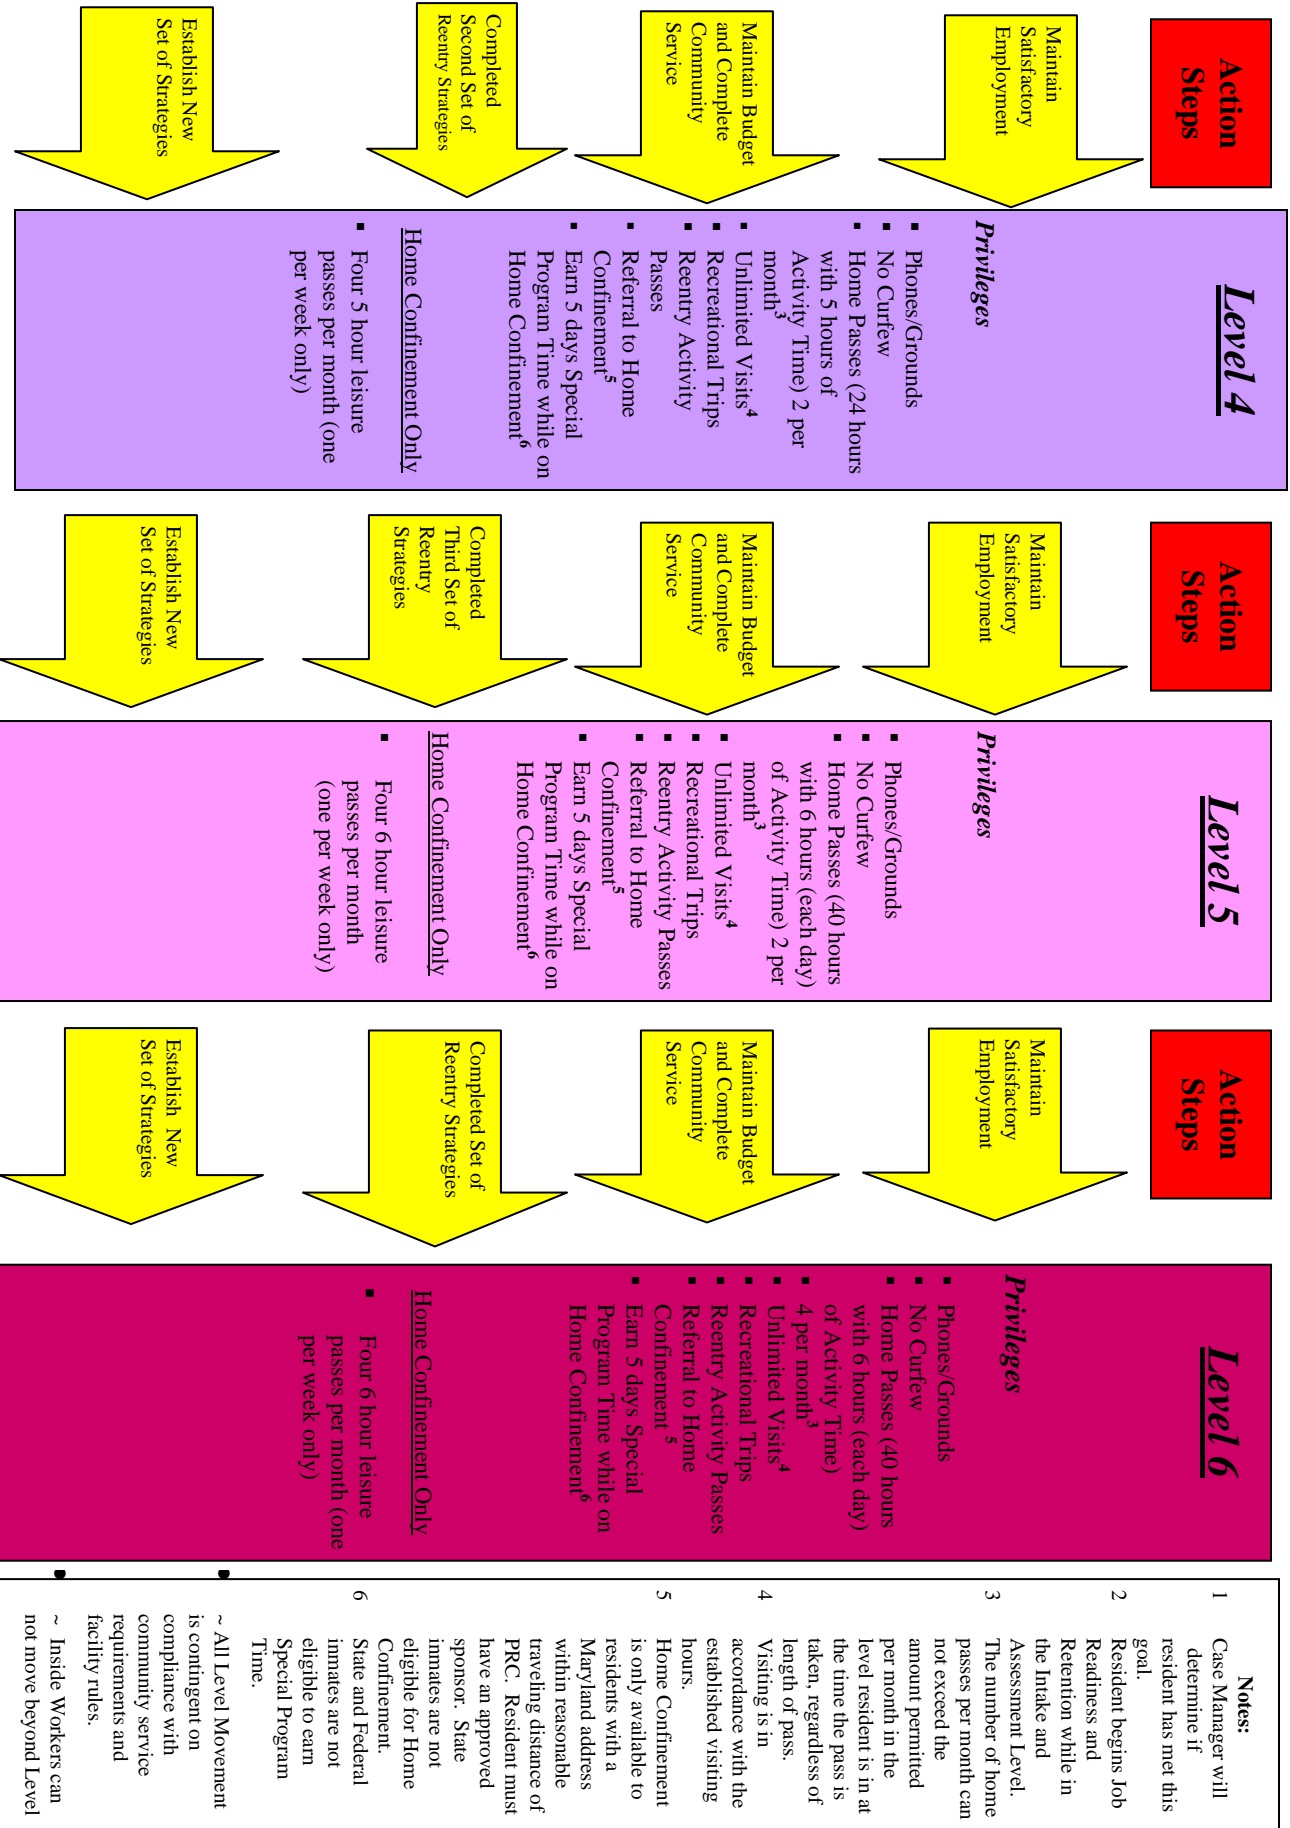 Action
Steps
Maintain
Satisfactory
Employment
Maintain Budget
and Complete
Community
Service
Completed
Second Set of
Reentry Strategies
Establish New
Set of Strategies
Level 4
Privileges
▪ Phones/Grounds
▪ No Curfew
▪ Home Passes (24 hours
with 5 hours of
Activity Time) 2 per
month³
▪ Unlimited Visits⁴
▪ Recreational Trips
▪ Reentry Activity
Passes
▪ Referral to Home
Confinement⁵
▪ Earn 5 days Special
Program Time while on
Home Confinement⁶
Home Confinement Only
▪ Four 5 hour leisure
passes per month (one
per week only)
Action
Steps
Maintain
Satisfactory
Employment
Maintain Budget
and Complete
Community
Service
Completed
Third Set of
Reentry
Strategies
Establish New
Set of Strategies
Level 5
Privileges
▪ Phones/Grounds
▪ No Curfew
▪ Home Passes (40 hours
with 6 hours (each day)
of Activity Time) 2 per
month³
▪ Unlimited Visits⁴
▪ Recreational Trips
▪ Reentry Activity Passes
▪ Referral to Home
Confinement⁵
▪ Earn 5 days Special
Program Time while on
Home Confinement⁶
Home Confinement Only
▪ Four 6 hour leisure
passes per month
(one per week only)
Action
Steps
Maintain
Satisfactory
Employment
Maintain Budget
and Complete
Community
Service
Completed Set of
Reentry Strategies
Establish New
Set of Strategies
Level 6
Privileges
▪ Phones/Grounds
▪ No Curfew
▪ Home Passes (40 hours
with 6 hours (each day)
of Activity Time)
▪ 4 per month³
▪ Unlimited Visits⁴
▪ Recreational Trips
▪ Reentry Activity Passes
▪ Referral to Home
Confinement ⁵
▪ Earn 5 days Special
Program Time while on
Home Confinement⁶
Home Confinement Only
▪ Four 6 hour leisure
passes per month (one
per week only)
Notes:
1 Case Manager will
determine if
resident has met this
goal.
2 Resident begins Job
Readiness and
Retention while in
the Intake and
Assessment Level.
3 The number of home
passes per month can
not exceed the
amount permitted
per month in the
level resident is in at
the time the pass is
taken, regardless of
length of pass.
4 Visiting is in
accordance with the
established visiting
hours.
5 Home Confinement
is only available to
residents with a
Maryland address
within reasonable
traveling distance of
PRC. Resident must
have an approved
sponsor. State
inmates are not
eligible for Home
Confinement.
6 State and Federal
inmates are not
eligible to earn
Special Program
Time.
~ All Level Movement
is contingent on
compliance with
community service
requirements and
facility rules.
~ Inside Workers can
not move beyond Level